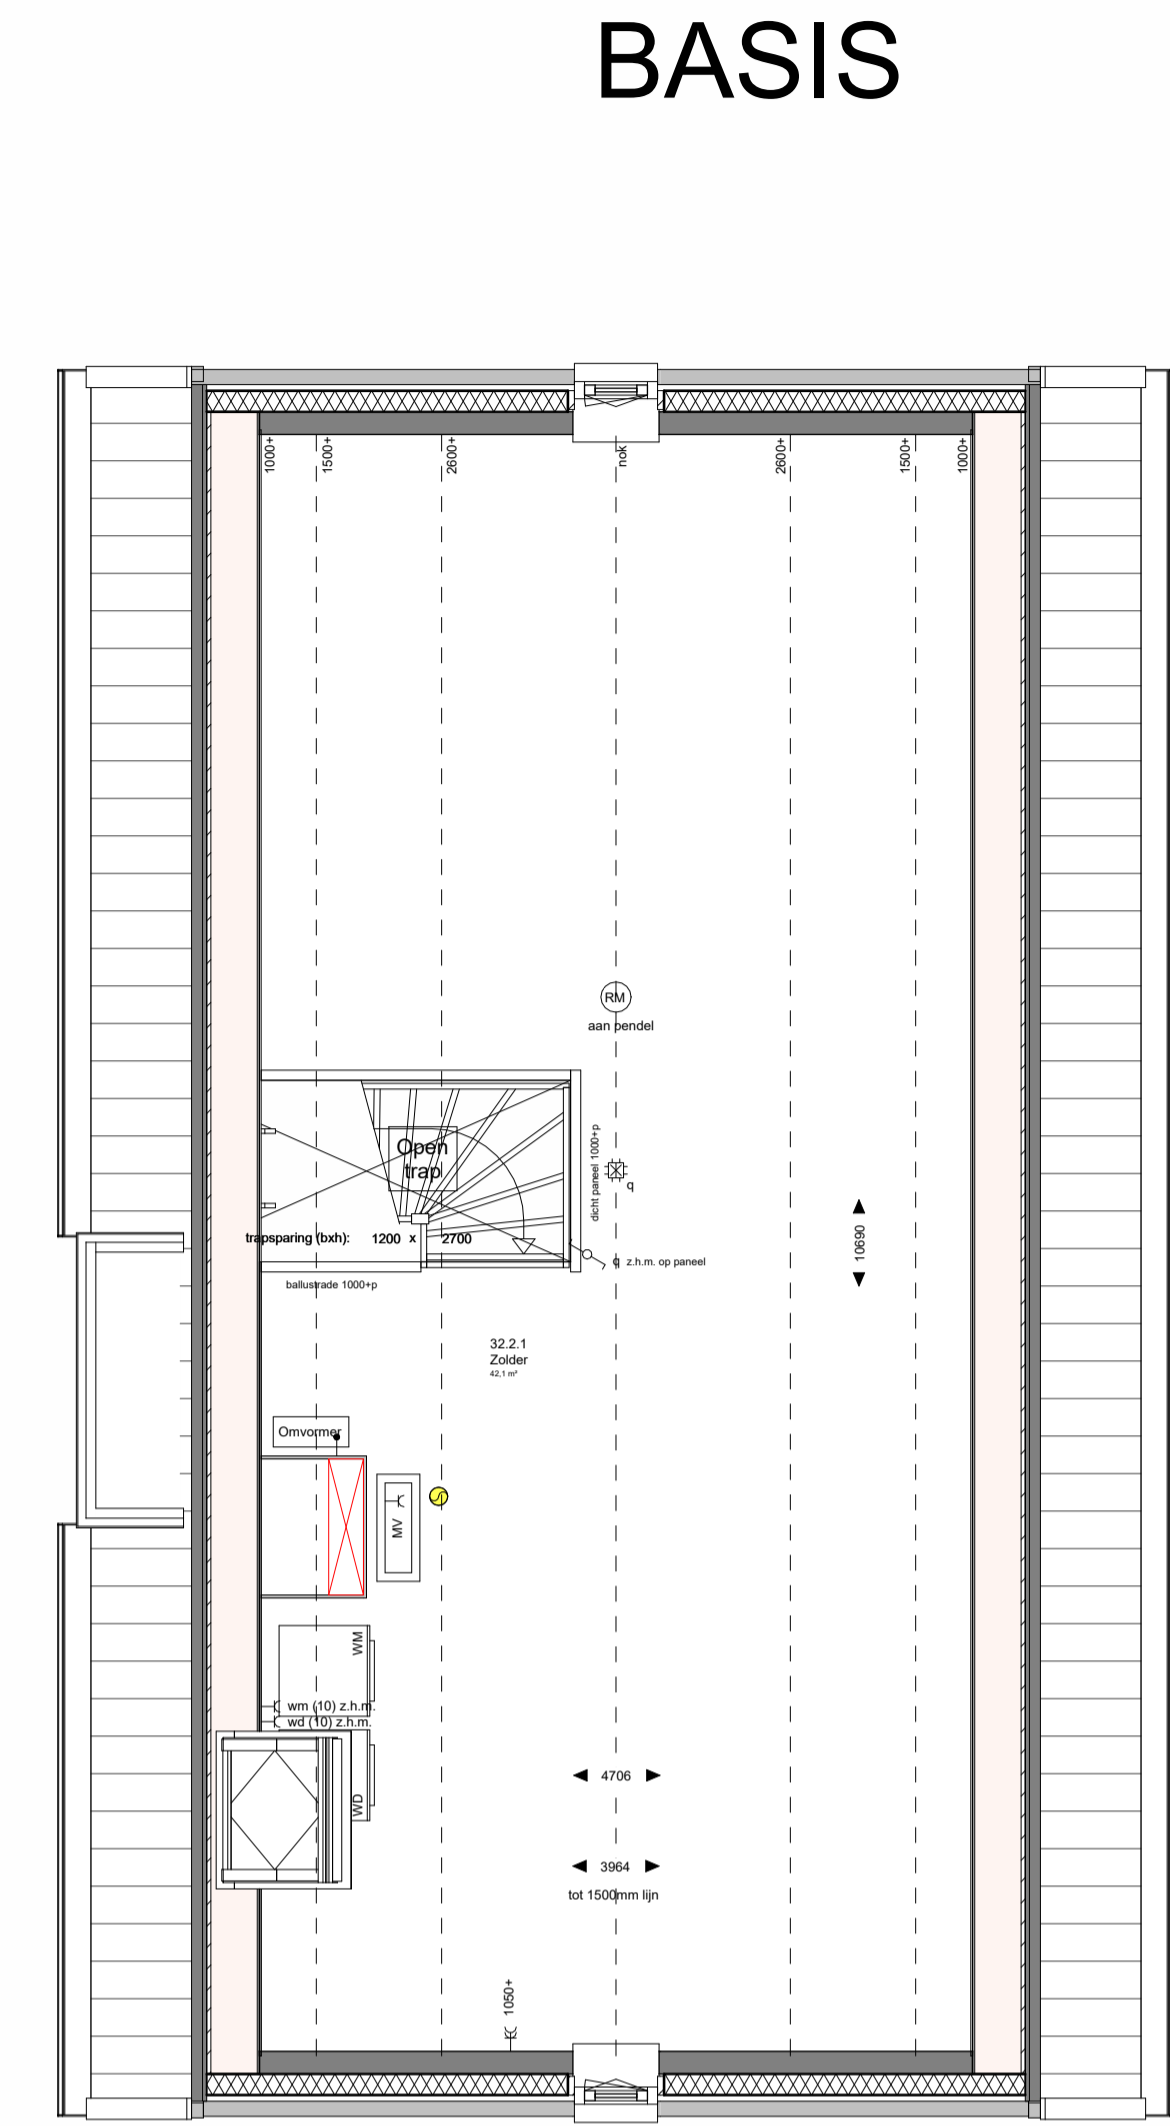 BASIS
1000+
1500+
2600+
nok
2600+
1500+
1000+
RM
aan pendel
Open
trap
dicht paneel 1000+p
q
trapsparing (bxh): 1200 x 2700
q z.h.m. op paneel
ballustrade 1000+p
10690
32.2.1
Zolder
42,1 m²
Omvormer
MV
WM
wm (10) z.h.m.
wd (10) z.h.m.
WD
4706
3964
tot 1500mm lijn
1050+